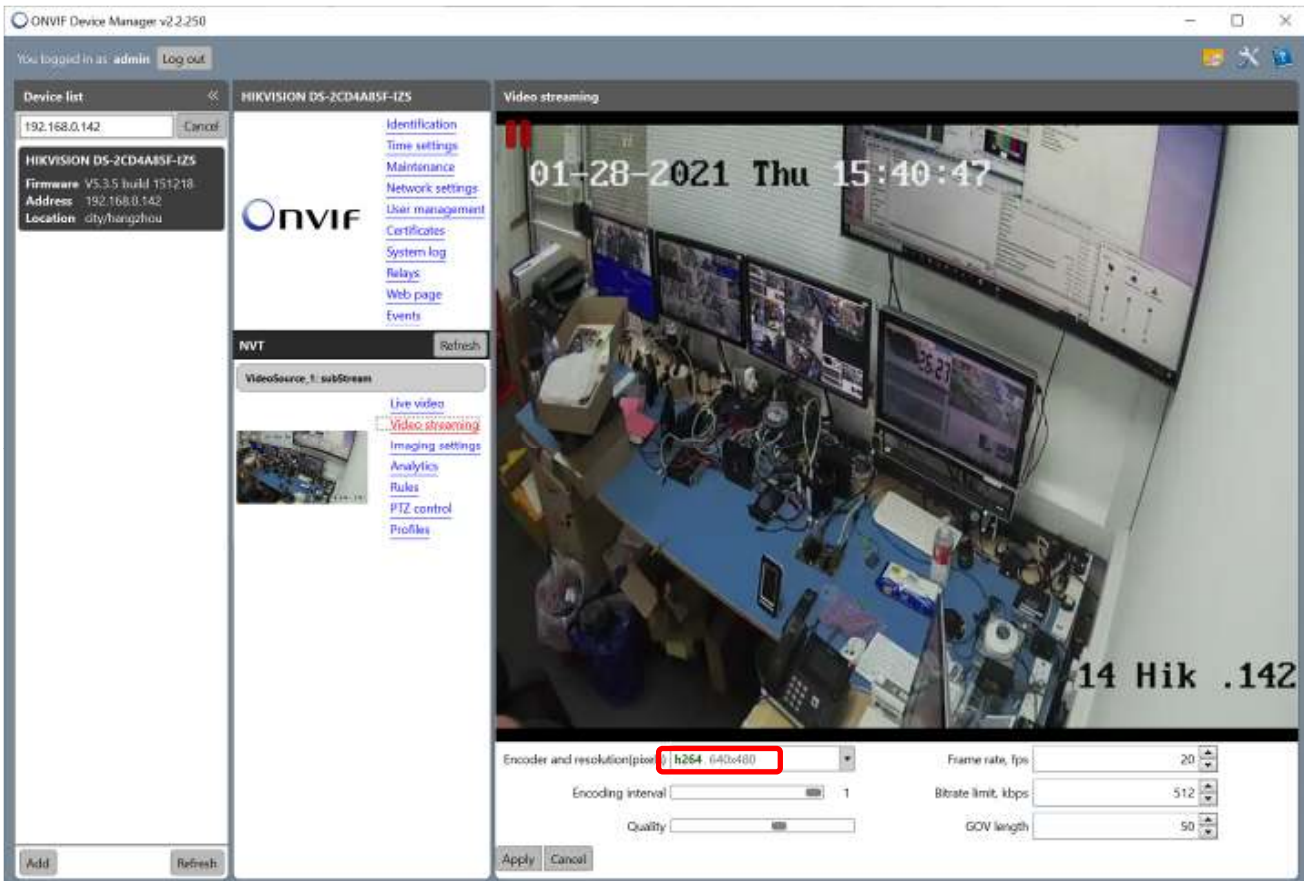 ONVIF Device Manager v2.2.250
You logged in as admin Log out
Device list
192.168.0.142 Cancel
HIKVISION DS-2CD4A85F-IZS
Firmware V5.3.5 build 151218
Address 192.168.0.142
Location city/hangzhou
Add Refresh
HIKVISION DS-2CD4A85F-IZS
ONVIF
Identification
Time settings
Maintenance
Network settings
User management
Certificates
System log
Relays
Web page
Events
NVT Refresh
VideoSource_1: subStream
Live video
Video streaming
Imaging settings
Analytics
Rules
PTZ control
Profiles
Video streaming
01-28-2021 Thu 15:40:47
14 Hik .142
Encoder and resolution(pixels) h264 640x480
Encoding interval 1
Quality
Frame rate, fps 20
Bitrate limit, kbps 512
GOV length 50
Apply Cancel